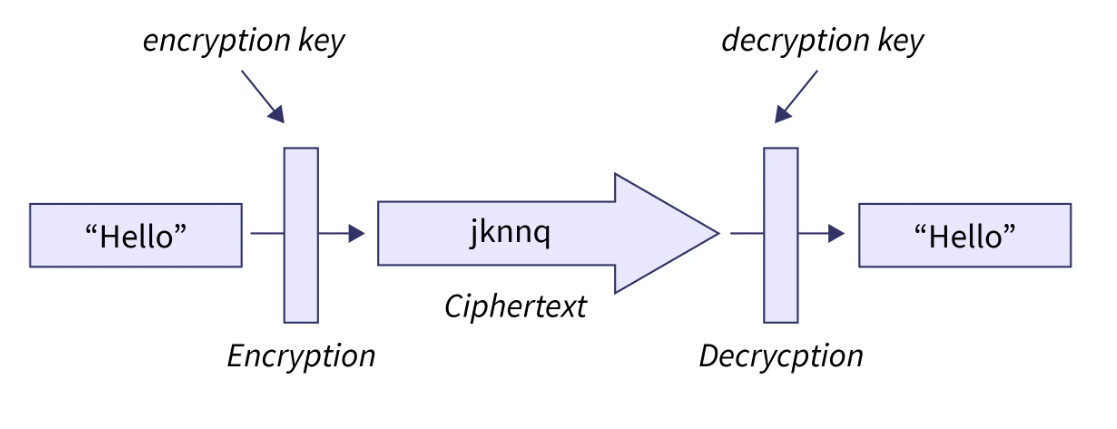 encryption key
decryption key
“Hello”
jknnq
“Hello”
Ciphertext
Encryption
Decrycption